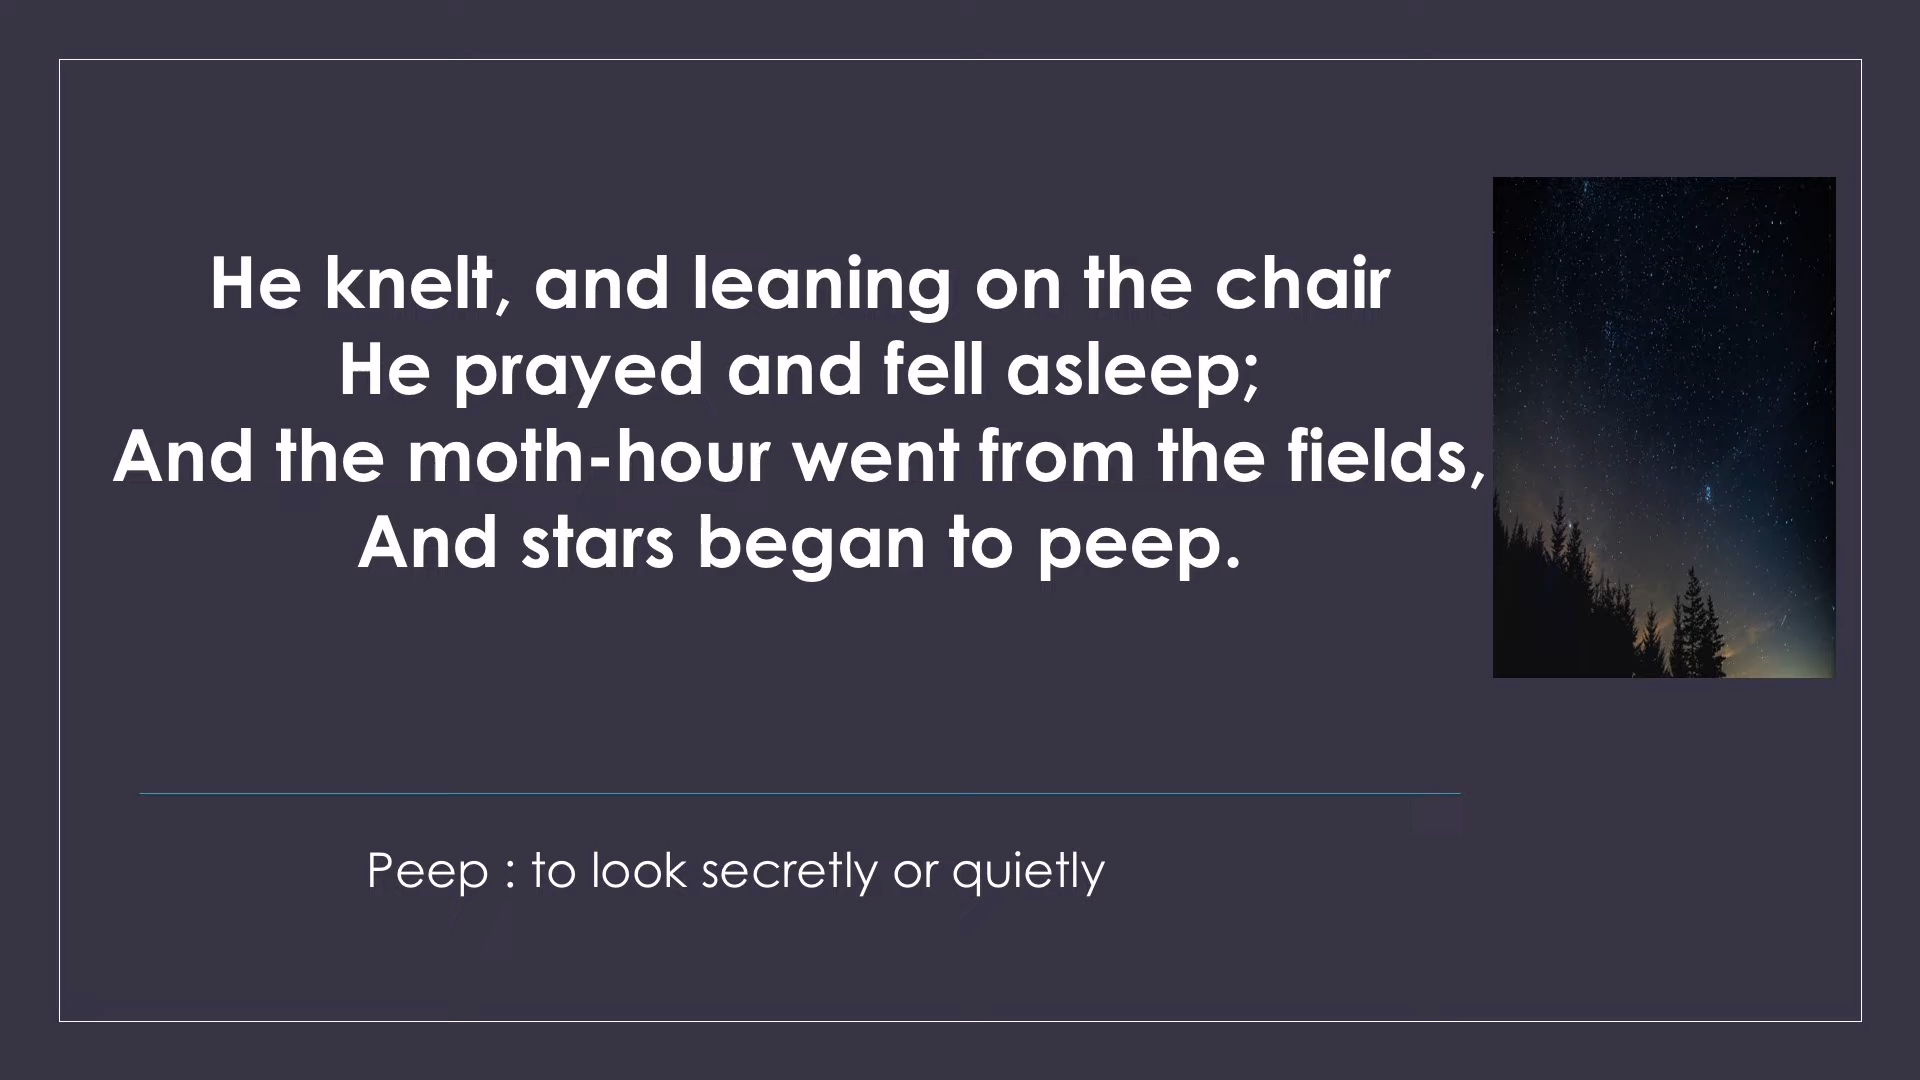 He knelt, and leaning on the chair
He prayed and fell asleep;
And the moth-hour went from the fields,
And stars began to peep.
Peep : to look secretly or quietly